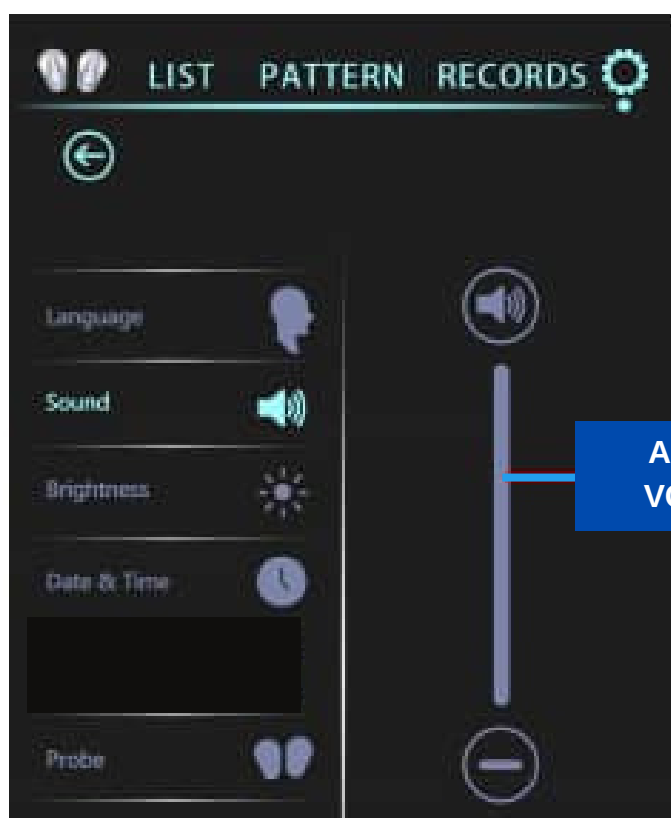 LIST PATTERN RECORDS
Language
Sound
Brightness
Date & Time
Probe